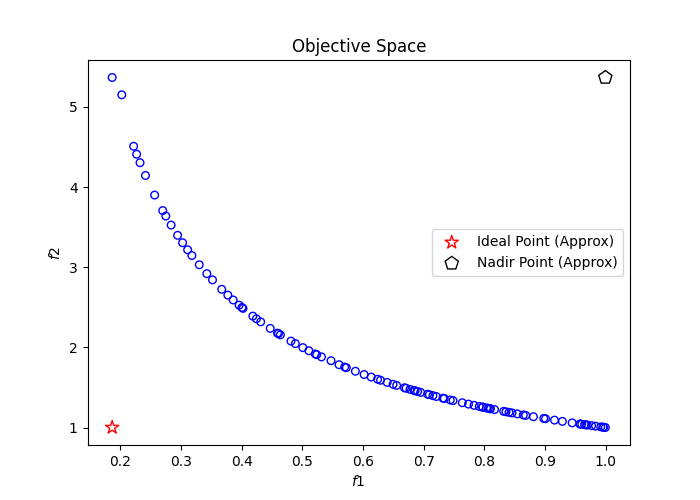 Objective Space
5
4
3
2
1
f2
Ideal Point (Approx)
Nadir Point (Approx)
0.2 0.3 0.4 0.5 0.6 0.7 0.8 0.9 1.0
f1